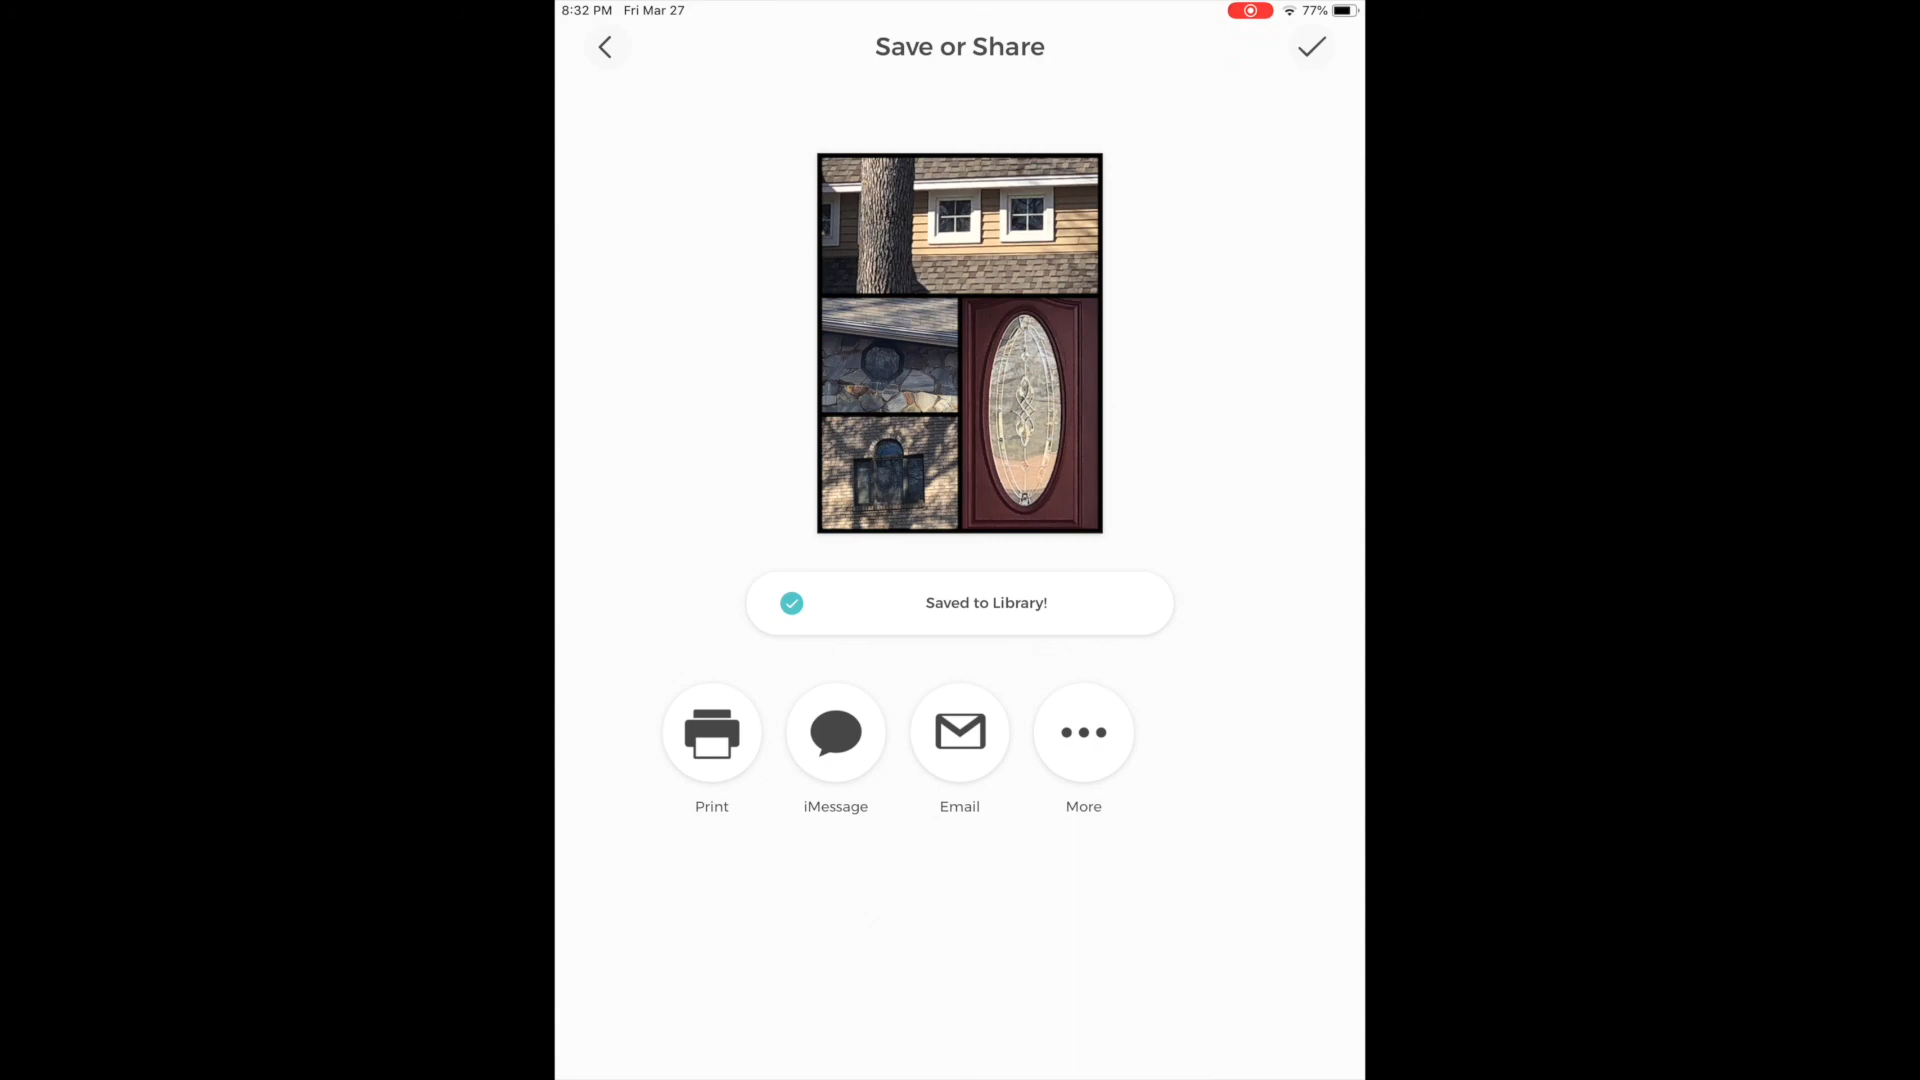 8:32 PM Fri Mar 27
77%
Save or Share
Saved to Library!
Print
iMessage
Email
More